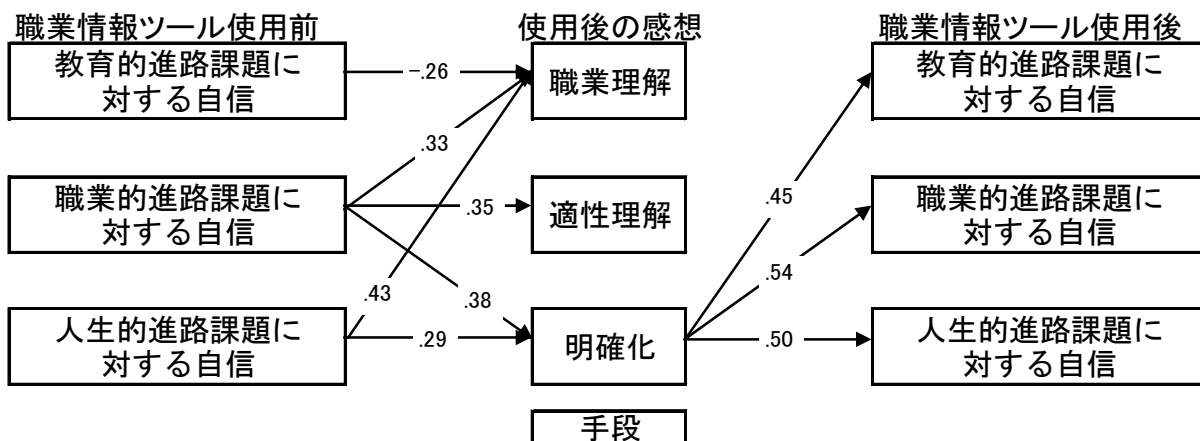 職業情報ツール使用前
使用後の感想
職業情報ツール使用後
教育的進路課題に
対する自信
-.26
職業理解
教育的進路課題に
対する自信
.33
職業的進路課題に
対する自信
.35
適性理解
.45
職業的進路課題に
対する自信
.43
.38
.54
人生的進路課題に
対する自信
.29
明確化
.50
人生的進路課題に
対する自信
手段